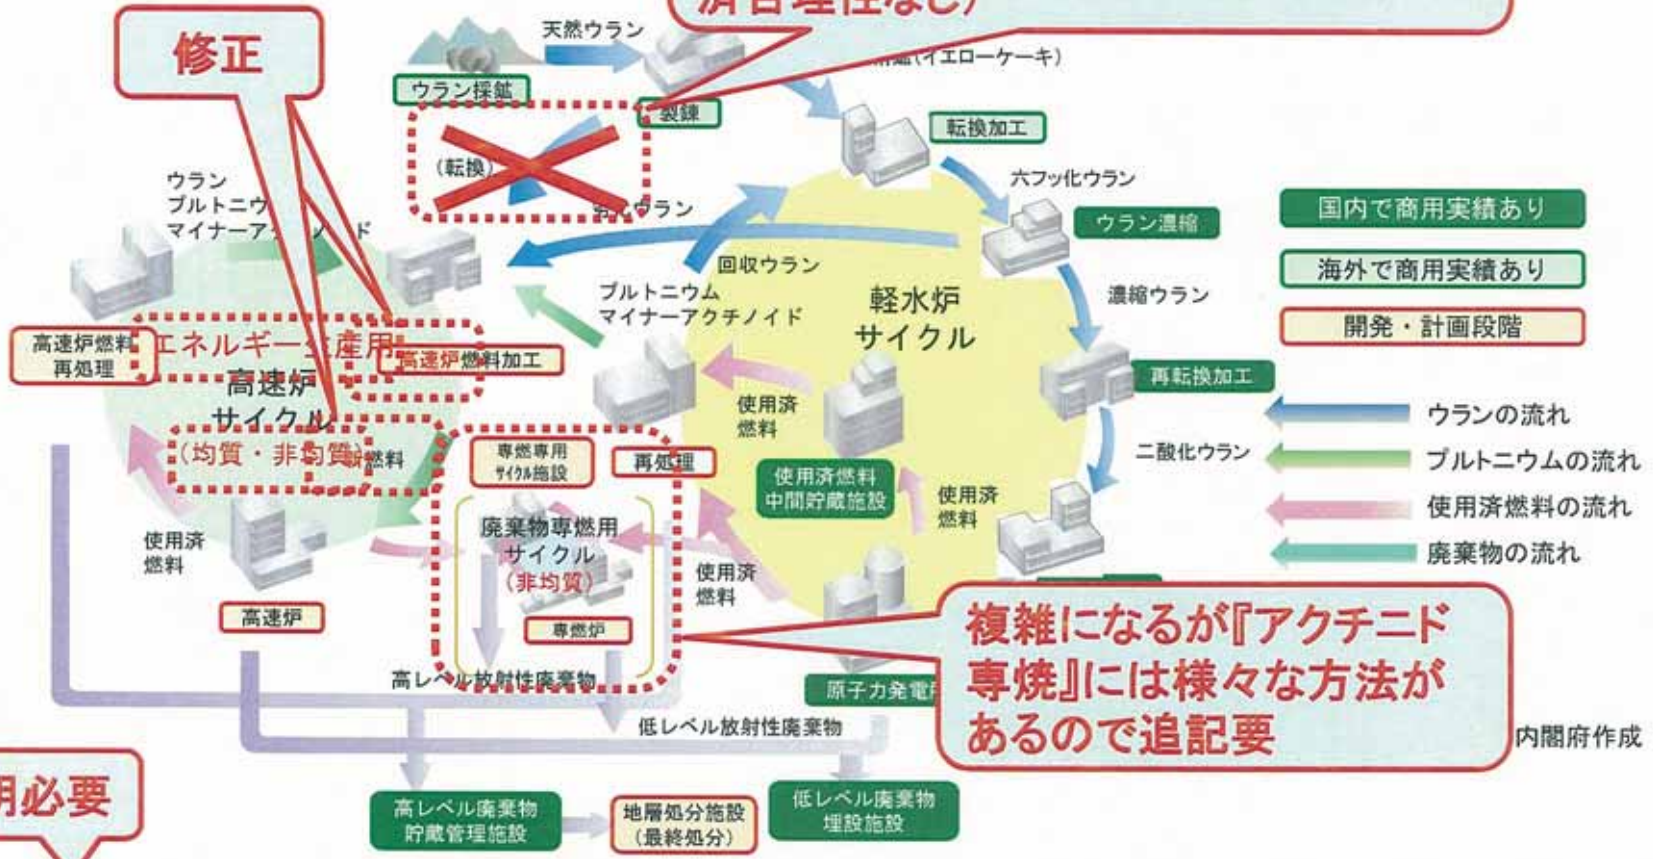 済合理性なし)
修正
天然ウラン
(イエローケーキ)
ウラン採鉱
製錬
転換加工
(転換)
六フッ化ウラン
ウラン
プルトニウ
マイナーアクチノイド
ウラン
ウラン濃縮
国内で商用実績あり
海外で商用実績あり
開発・計画段階
回収ウラン
プルトニウム
マイナーアクチノイド
軽水炉
サイクル
濃縮ウラン
高速炉燃料
再処理
エネルギー生産用
高速炉燃料加工
高速炉
サイクル
(均質・非均質)
燃料
再転換加工
使用済
燃料
ウランの流れ
二酸化ウラン
プルトニウムの流れ
専燃専用
サイクル施設
再処理
使用済燃料
中間貯蔵施設
使用済
燃料
使用済燃料の流れ
廃棄物の流れ
使用済
燃料
廃棄物専燃用
サイクル
(非均質)
使用済
燃料
高速炉
専燃炉
複雑になるが『アクチニド
専焼』には様々な方法が
あるので追記要
高レベル放射性廃棄物
原子力発電所
低レベル放射性廃棄物
内閣府作成
明必要
高レベル廃棄物
貯蔵管理施設
地層処分施設
(最終処分)
低レベル廃棄物
埋設施設